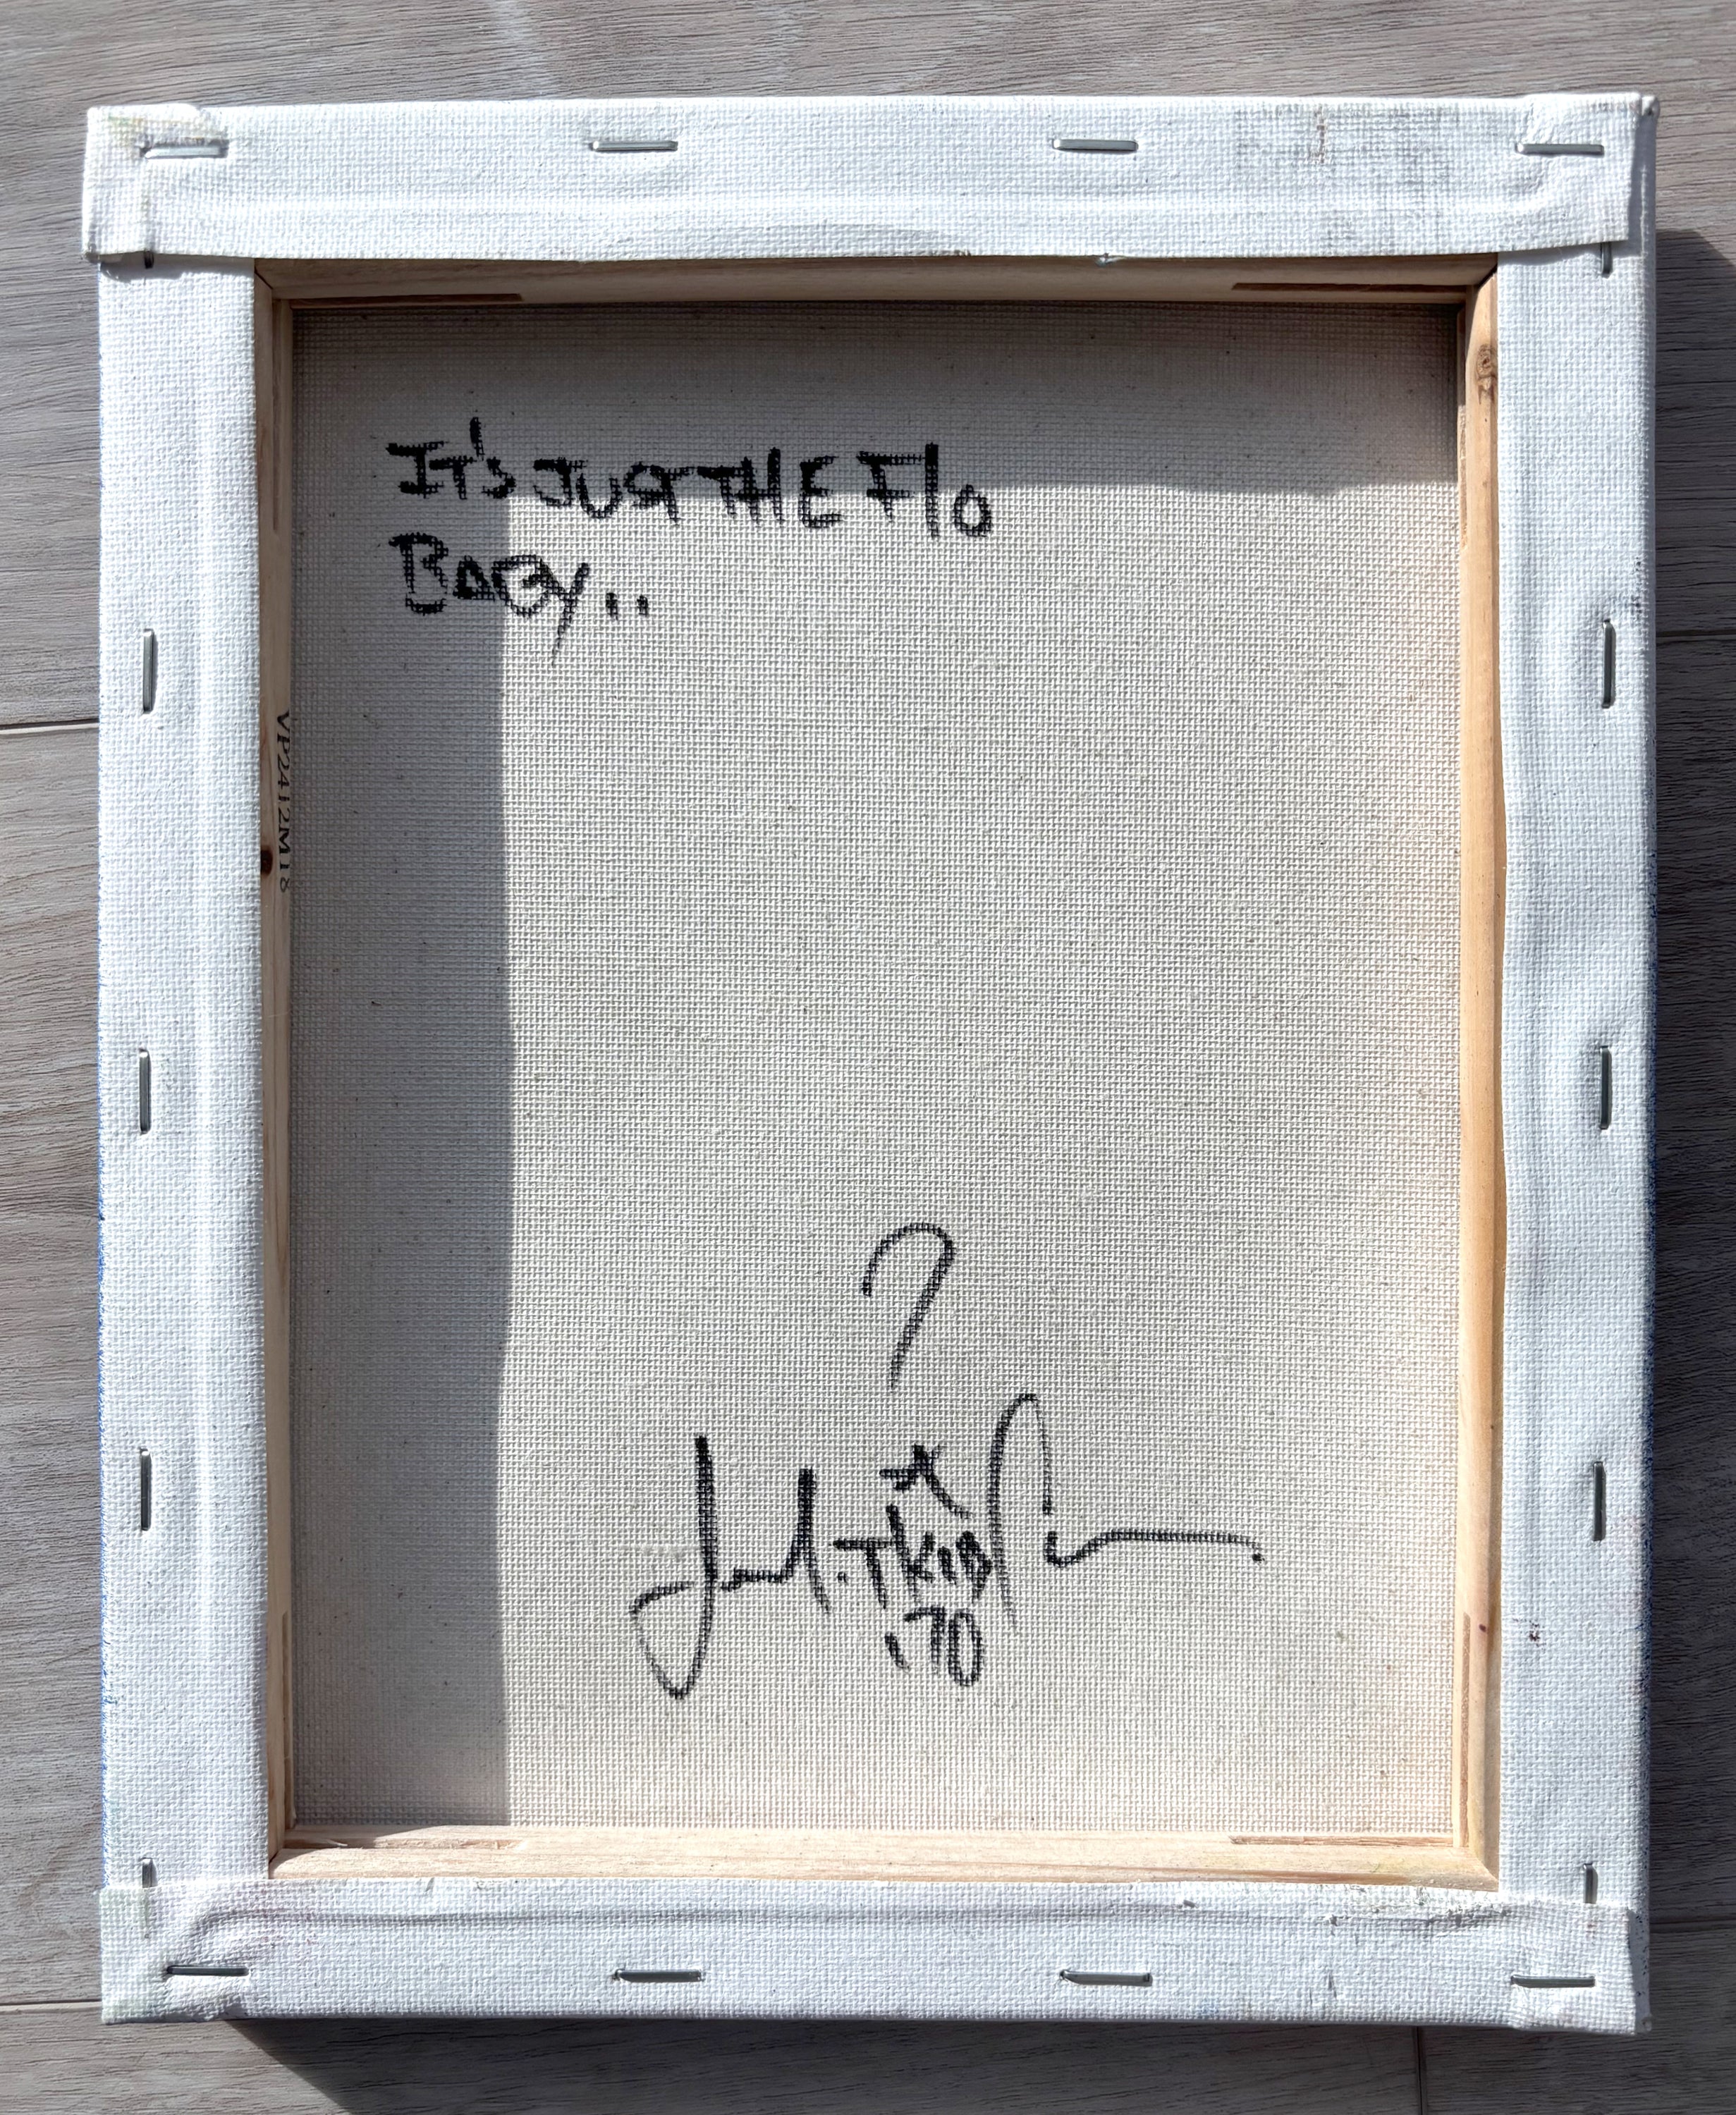 IT'S JUST THE FlO
BABY..
VP2412M18
?
TKID
.170